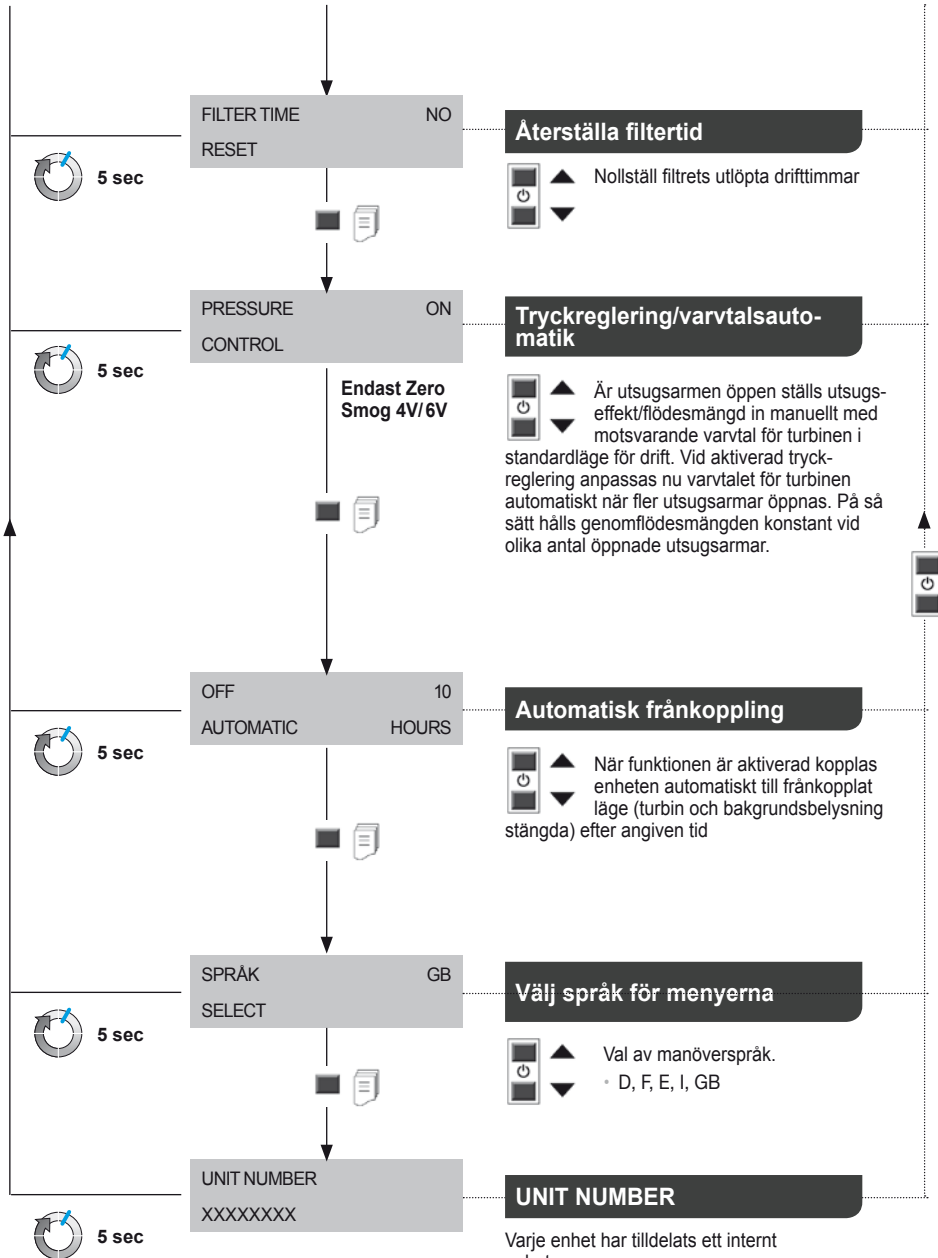 FILTER TIME NO
RESET
5 sec
Återställa filtertid
Nollställ filtrets utlöpta drifttimmar
PRESSURE ON
CONTROL
5 sec
Endast Zero
Smog 4V/ 6V
Tryckreglering/varvtalsauto-
matik
Är utsugsarmen öppen ställs utsugs-
effekt/flödesmängd in manuellt med
motsvarande varvtal för turbinen i
standardläge för drift. Vid aktiverad tryck-
reglering anpassas nu varvtalet för turbinen
automatiskt när fler utsugsarmar öppnas. På så
sätt hålls genomflödesmängden konstant vid
olika antal öppnade utsugsarmar.
OFF 10
AUTOMATIC HOURS
5 sec
Automatisk frånkoppling
När funktionen är aktiverad kopplas
enheten automatiskt till frånkopplat
läge (turbin och bakgrundsbelysning
stängda) efter angiven tid
SPRÅK GB
SELECT
5 sec
Välj språk för menyerna
Val av manöverspråk.
• D, F, E, I, GB
UNIT NUMBER
XXXXXXXX
5 sec
UNIT NUMBER
Varje enhet har tilldelats ett internt